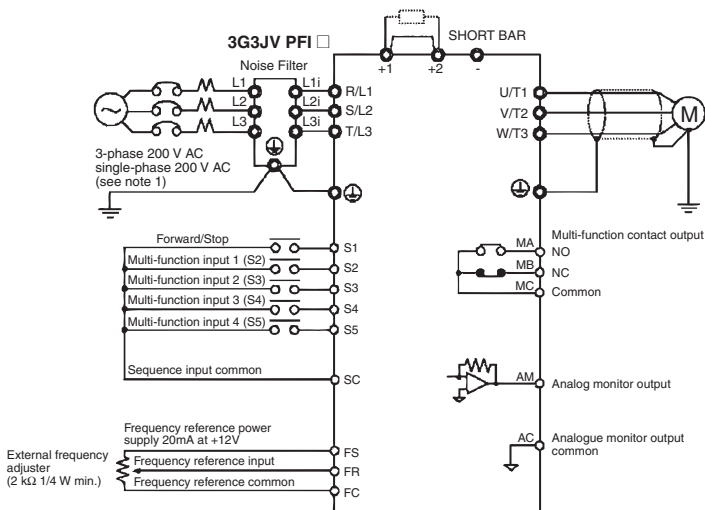 SHORT BAR
3G3JV PFI □
+1
+2
-
Noise Filter
L1
L1i
R/L1
L2
L2i
S/L2
L3
L3i
T/L3
U/T1
V/T2
W/T3
M
3-phase 200 V AC
single-phase 200 V AC
(see note 1)
Forward/Stop
S1
Multi-function input 1 (S2)
S2
Multi-function input 2 (S3)
S3
Multi-function input 3 (S4)
S4
Multi-function input 4 (S5)
S5
Sequence input common
SC
Multi-function contact output
MA
NO
MB
NC
MC
Common
AM
Analog monitor output
AC
Analogue monitor output
common
Frequency reference power
supply 20mA at +12V
FS
External frequency
adjuster
(2 kΩ 1/4 W min.)
Frequency reference input
FR
Frequency reference common
FC